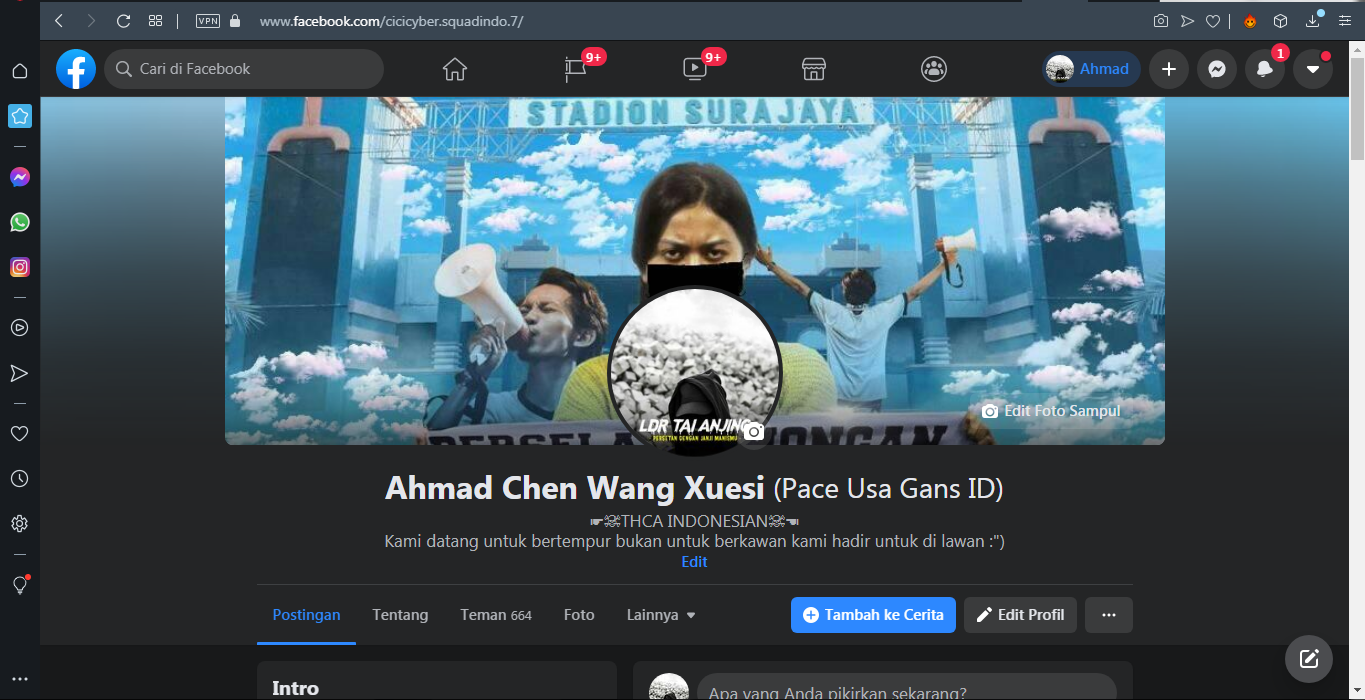 VPN
www.facebook.com/cicicyber.squadindo.7/
Cari di Facebook
9+
9+
Ahmad
1
STADION SURAJAYA
LDR TAI ANJING
PERSETAN DENGAN JANJI MANISMU
Edit Foto Sampul
Ahmad Chen Wang Xuesi (Pace Usa Gans ID)
☛☠THCA INDONESIAN☠☚
Kami datang untuk bertempur bukan untuk berkawan kami hadir untuk di lawan :")
Edit
Postingan
Tentang
Teman 664
Foto
Lainnya
Tambah ke Cerita
Edit Profil
Intro
Apa yang Anda pikirkan sekarang?